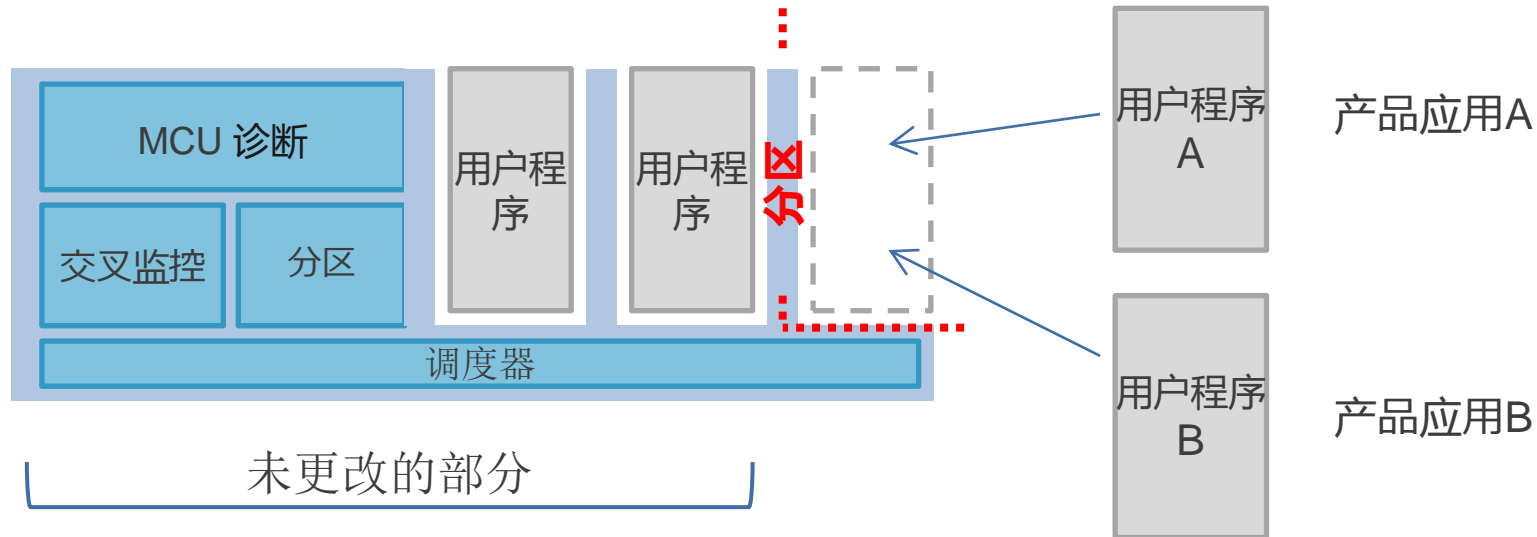 MCU 诊断
交叉监控
分区
用户程
序
用户程
序
分区
调度器
未更改的部分
用户程序
A
产品应用A
用户程序
B
产品应用B